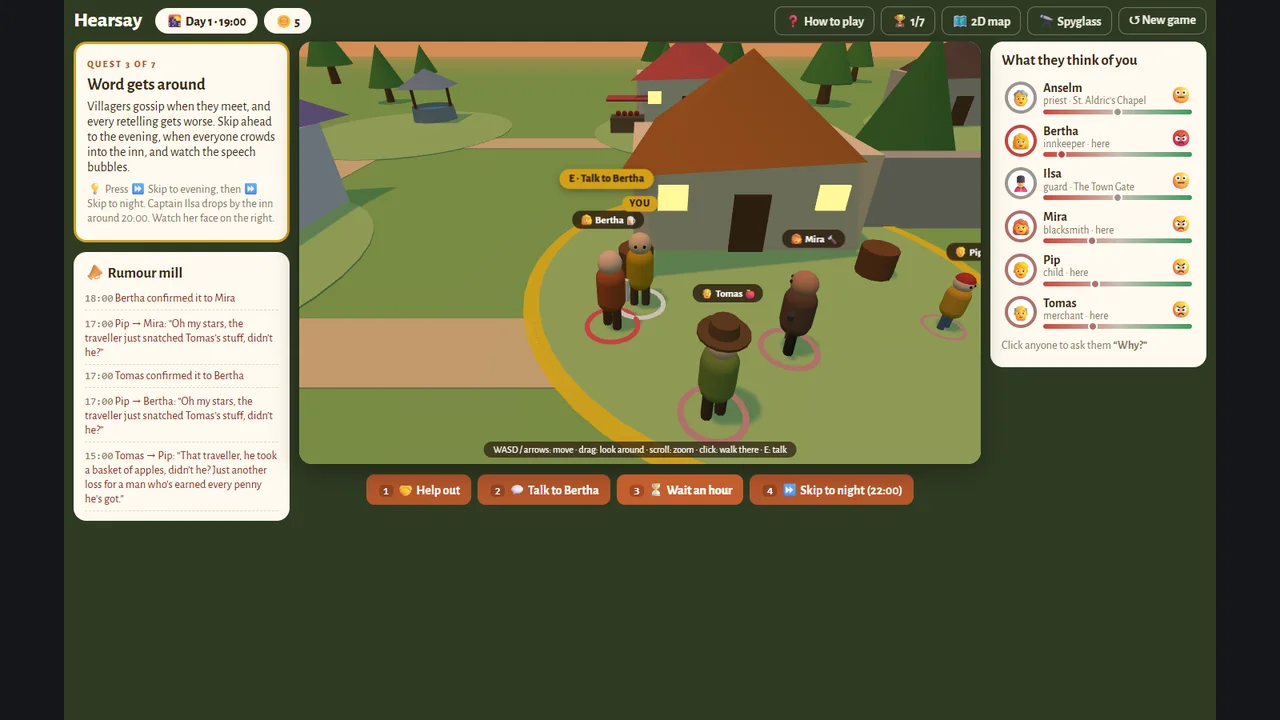 Hearsay
Day 1 · 19:00
5
How to play
1/7
2D map
Spyglass
New game
QUEST 3 OF 7
Word gets around
Villagers gossip when they meet, and
every retelling gets worse. Skip ahead
to the evening, when everyone crowds
into the inn, and watch the speech
bubbles.
Press ⏩ Skip to evening, then ⏩
Skip to night. Captain Ilsa drops by the inn
around 20:00. Watch her face on the right.
Rumour mill
18:00 Bertha confirmed it to Mira
17:00 Pip → Mira: "Oh my stars, the
traveller just snatched Tomas's stuff, didn't
he?"
17:00 Tomas confirmed it to Bertha
17:00 Pip → Bertha: "Oh my stars, the
traveller just snatched Tomas's stuff, didn't
he?"
15:00 Tomas → Pip: "That traveller, he took
a basket of apples, didn't he? Just another
loss for a man who's earned every penny
he's got."
E · Talk to Bertha
YOU
Bertha
Mira
Pip
Tomas
WASD / arrows: move · drag: look around · scroll: zoom · click: walk there · E: talk
1 Help out
2 Talk to Bertha
3 Wait an hour
4 Skip to night (22:00)
What they think of you
Anselm
priest · St. Aldric's Chapel
Bertha
innkeeper · here
Ilsa
guard · The Town Gate
Mira
blacksmith · here
Pip
child · here
Tomas
merchant · here
Click anyone to ask them "Why?"